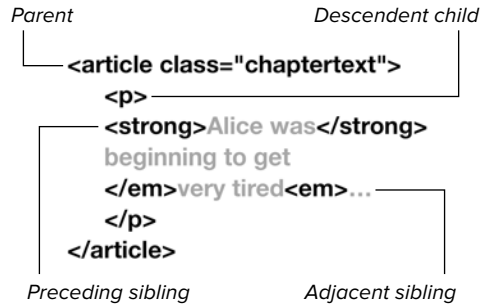 Parent
Descendent child
<article class="chaptertext">
<p>
<strong>Alice was</strong>
beginning to get
</em>very tired<em>...
</p>
</article>
Preceding sibling
Adjacent sibling